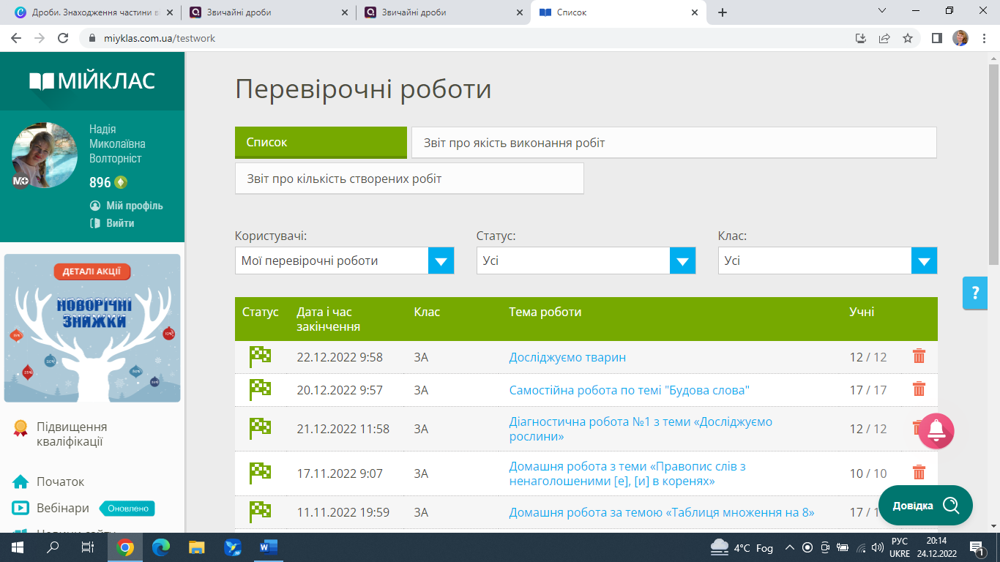 Дроби. Знаходження частини в
Звичайні дроби
Звичайні дроби
Список
miyklas.com.ua/testwork
МІЙКЛАС
Надія
Миколаївна
Волторніст
896
Мій профіль
Вийти
ДЕТАЛІ АКЦІЇ
НОВОРІЧНІ
ЗНИЖКИ
Підвищення
кваліфікації
Початок
Вебінари Оновлено
Новини сайту
Перевірочні роботи
Список
Звіт про якість виконання робіт
Звіт про кількість створених робіт
Користувачі: Статус: Клас:
Мої перевірочні роботи Усі Усі
Статус Дата і час Клас Тема роботи Учні
закінчення
22.12.2022 9:58 3А Досліджуємо тварин 12 / 12
20.12.2022 9:57 3А Самостійна робота по темі "Будова слова" 17 / 17
21.12.2022 11:58 3А Діагностична робота №1 з теми «Досліджуємо 12 / 12
рослини»
17.11.2022 9:07 3А Домашня робота з теми «Правопис слів з 10 / 10
ненаголошеними [е], [и] в коренях»
11.11.2022 19:59 3А Домашня робота за темою «Таблиця множення на 8» 17 / 1
?
Довідка
4°C Fog
РУС
UKRE
20:14
24.12.2022
1